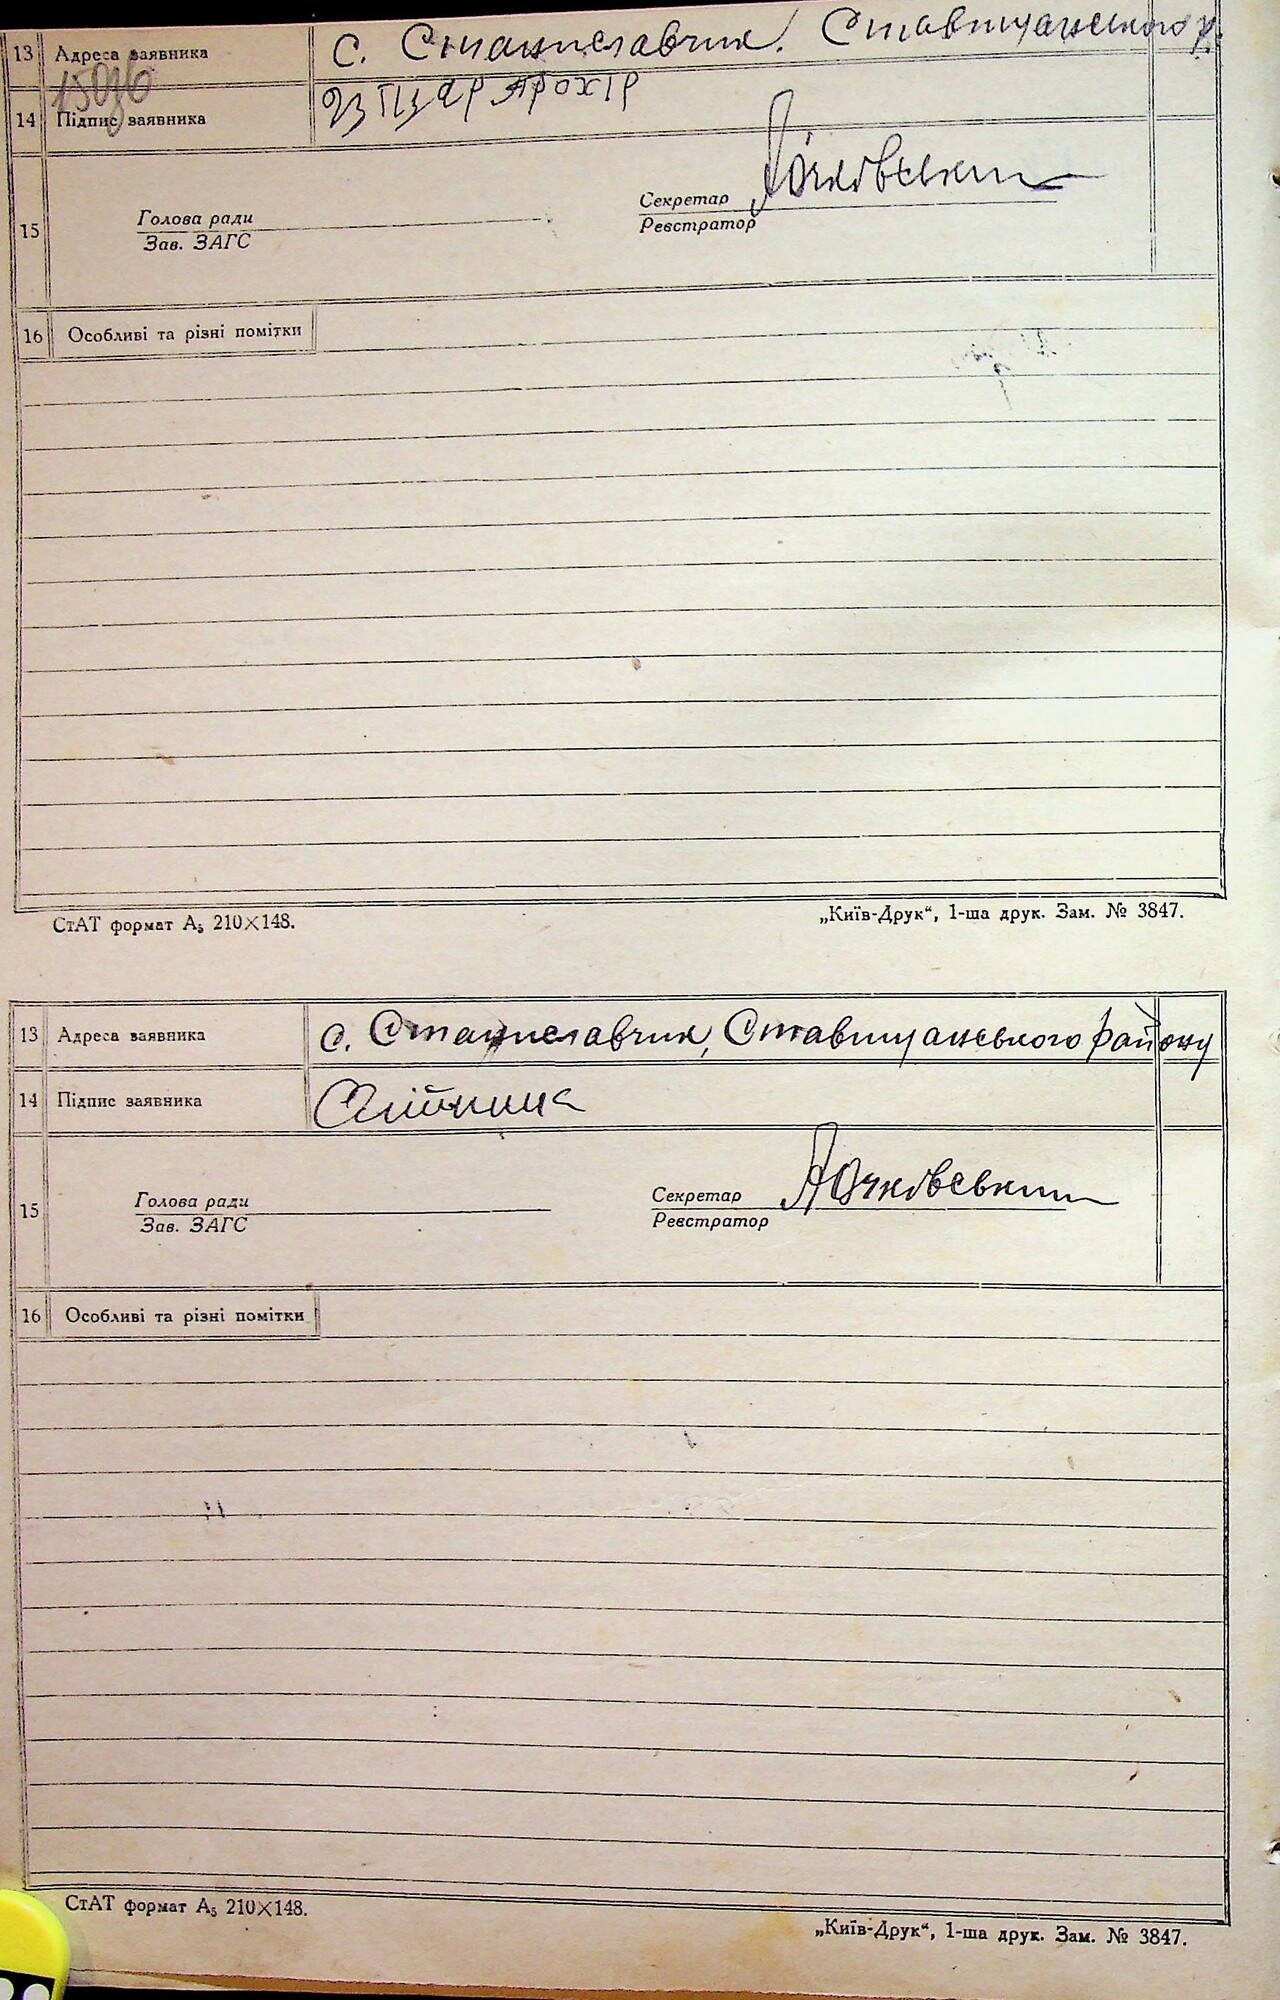 13 Адреса заявника с. Станиславчик. Ставищанського р.
14 Підпис заявника
15 Голова ради Секретар Очковський
Зав. ЗАГС Реєстратор
16 Особливі та різні помітки
СтАТ формат А₅ 210×148. „Київ-Друк“, 1-ша друк. Зам. № 3847.
13 Адреса заявника с. Станиславчик, Ставищанського району
14 Підпис заявника
15 Голова ради Секретар Очковський
Зав. ЗАГС Реєстратор
16 Особливі та різні помітки
СтАТ формат А₅ 210×148.
„Київ-Друк“, 1-ша друк. Зам. № 3847.